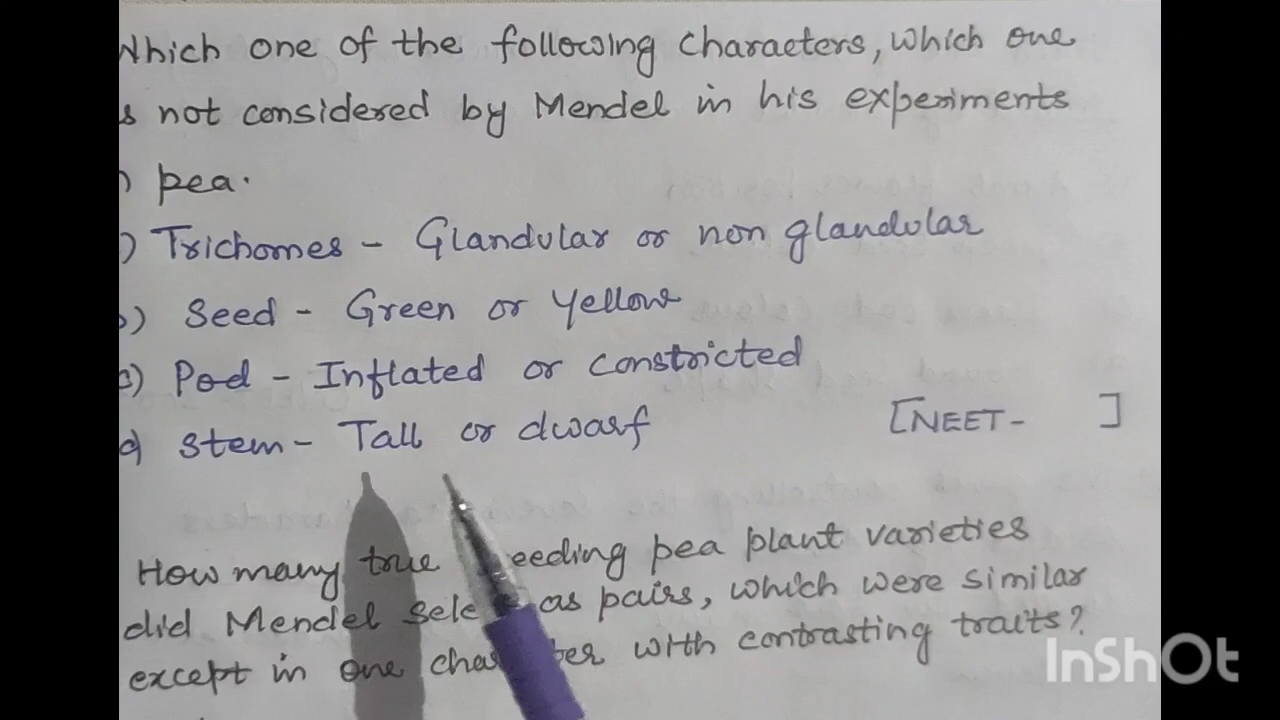 Which one of the following characters, which one
s not considered by Mendel in his experiments
n pea.
) Trichomes - Glandular or non glandular
b) Seed - Green or Yellow
c) Pod - Inflated or constricted
d) Stem - Tall or dwarf [NEET- ]
How many true eeding pea plant varieties
did Mendel sele as pairs, which were similar
except in one cha ter with contrasting traits?
InShOt